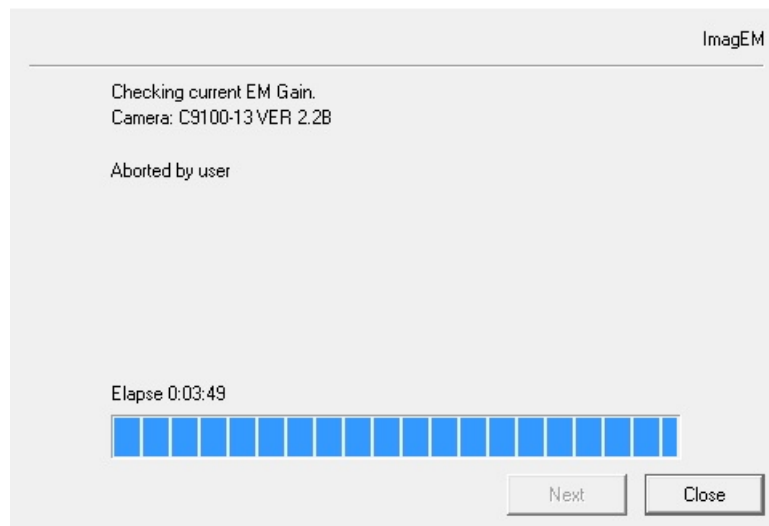 ImagEM
Checking current EM Gain.
Camera: C9100-13 VER 2.2B
Aborted by user
Elapse 0:03:49
Next
Close